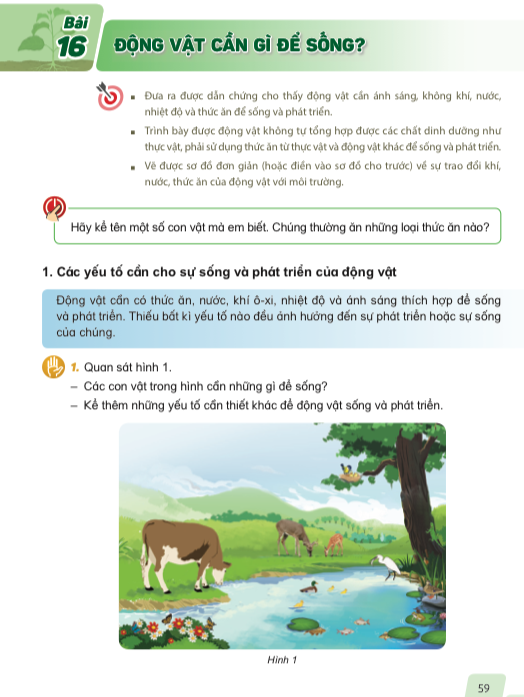 Bài
16
ĐỘNG VẬT CẦN GÌ ĐỂ SỐNG?
Đưa ra được dẫn chứng cho thấy động vật cần ánh sáng, không khí, nước,
nhiệt độ và thức ăn để sống và phát triển.
Trình bày được động vật không tự tổng hợp được các chất dinh dưỡng như
thực vật, phải sử dụng thức ăn từ thực vật và động vật khác để sống và phát triển.
Vẽ được sơ đồ đơn giản (hoặc điền vào sơ đồ cho trước) về sự trao đổi khí,
nước, thức ăn của động vật với môi trường.
Hãy kể tên một số con vật mà em biết. Chúng thường ăn những loại thức ăn nào?
1. Các yếu tố cần cho sự sống và phát triển của động vật
Động vật cần có thức ăn, nước, khí ô-xi, nhiệt độ và ánh sáng thích hợp để sống
và phát triển. Thiếu bất kì yếu tố nào đều ảnh hưởng đến sự phát triển hoặc sự sống
của chúng.
1. Quan sát hình 1.
– Các con vật trong hình cần những gì để sống?
– Kể thêm những yếu tố cần thiết khác để động vật sống và phát triển.
Hình 1
59